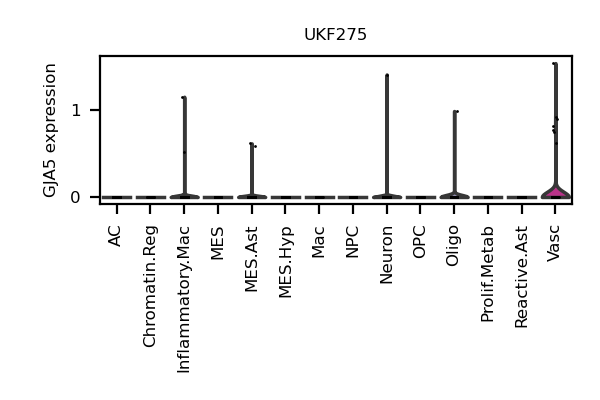 UKF275
GJA5 expression
1
0
AC
Chromatin.Reg
Inflammatory.Mac
MES
MES.Ast
MES.Hyp
Mac
NPC
Neuron
OPC
Oligo
Prolif.Metab
Reactive.Ast
Vasc